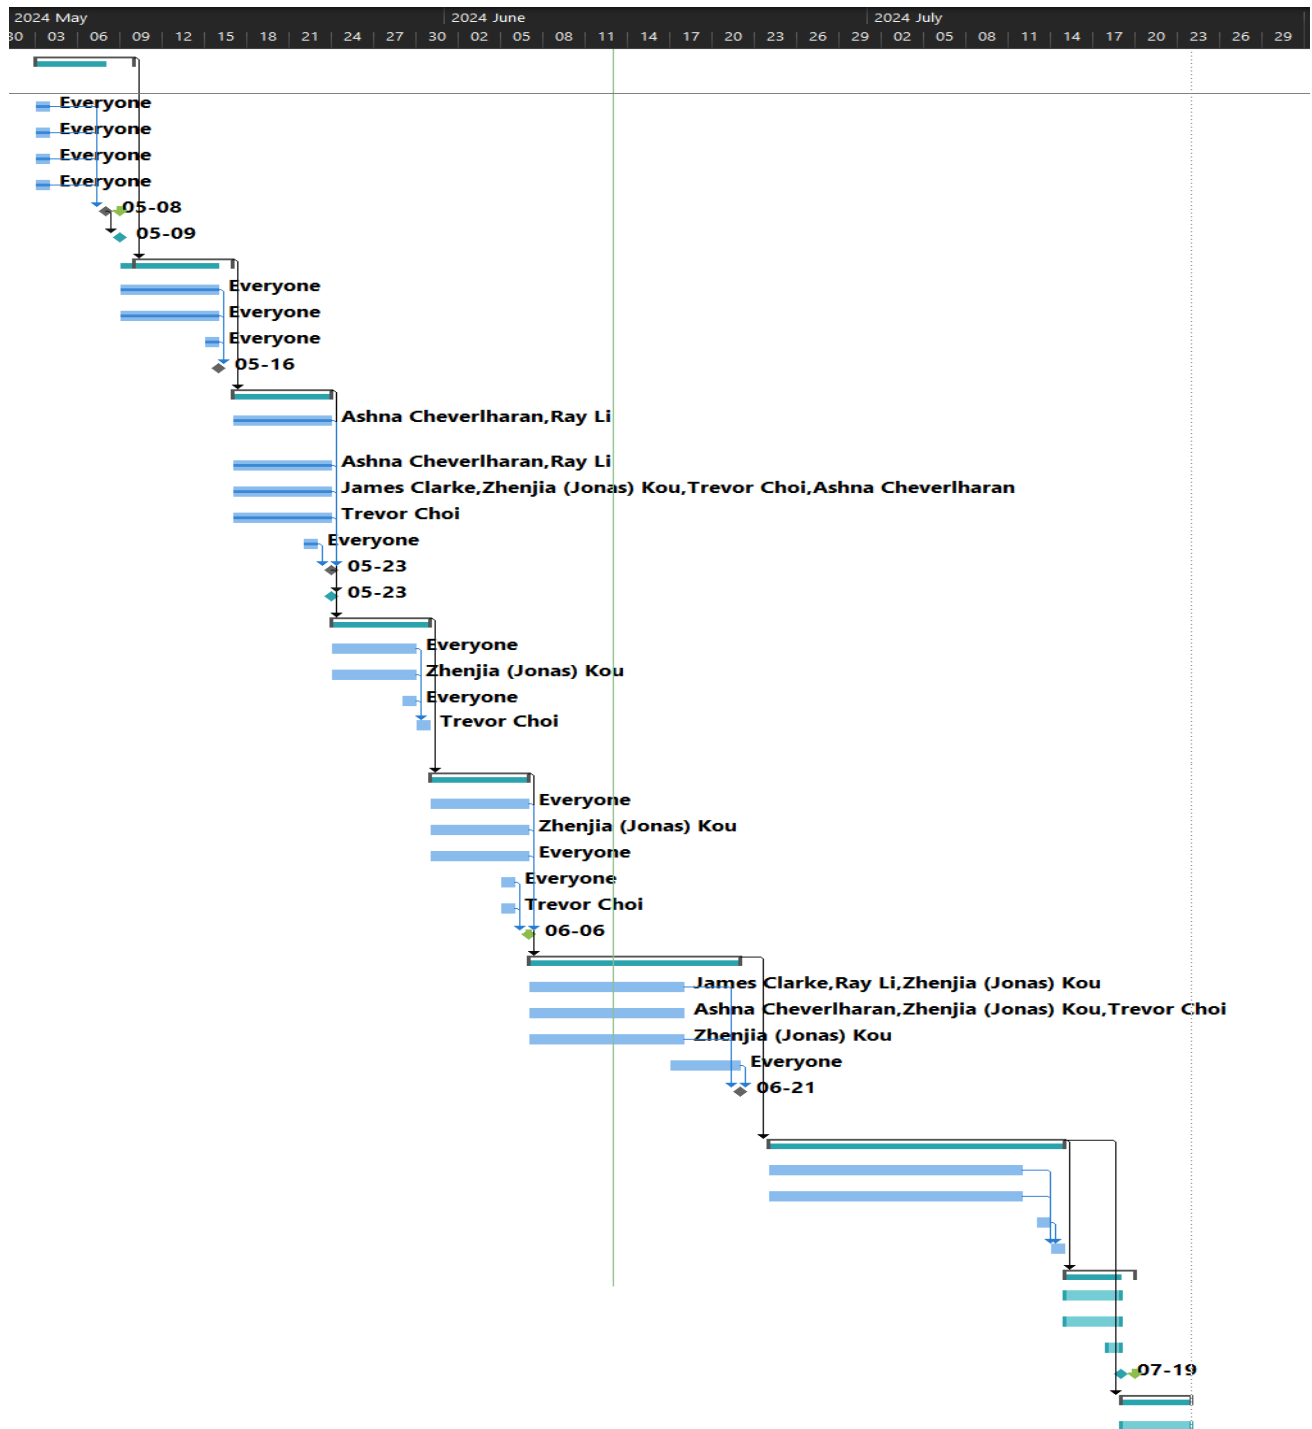 2024 May 2024 June 2024 July
30 03 06 09 12 15 18 21 24 27 30 02 05 08 11 14 17 20 23 26 29 02 05 08 11 14 17 20 23 26 29
Everyone
Everyone
Everyone
Everyone
05-08
05-09
Everyone
Everyone
Everyone
05-16
Ashna Cheverlharan,Ray Li
Ashna Cheverlharan,Ray Li
James Clarke,Zhenjia (Jonas) Kou,Trevor Choi,Ashna Cheverlharan
Trevor Choi
Everyone
05-23
05-23
Everyone
Zhenjia (Jonas) Kou
Everyone
Trevor Choi
Everyone
Zhenjia (Jonas) Kou
Everyone
Everyone
Trevor Choi
06-06
James Clarke,Ray Li,Zhenjia (Jonas) Kou
Ashna Cheverlharan,Zhenjia (Jonas) Kou,Trevor Choi
Zhenjia (Jonas) Kou
Everyone
06-21
07-19